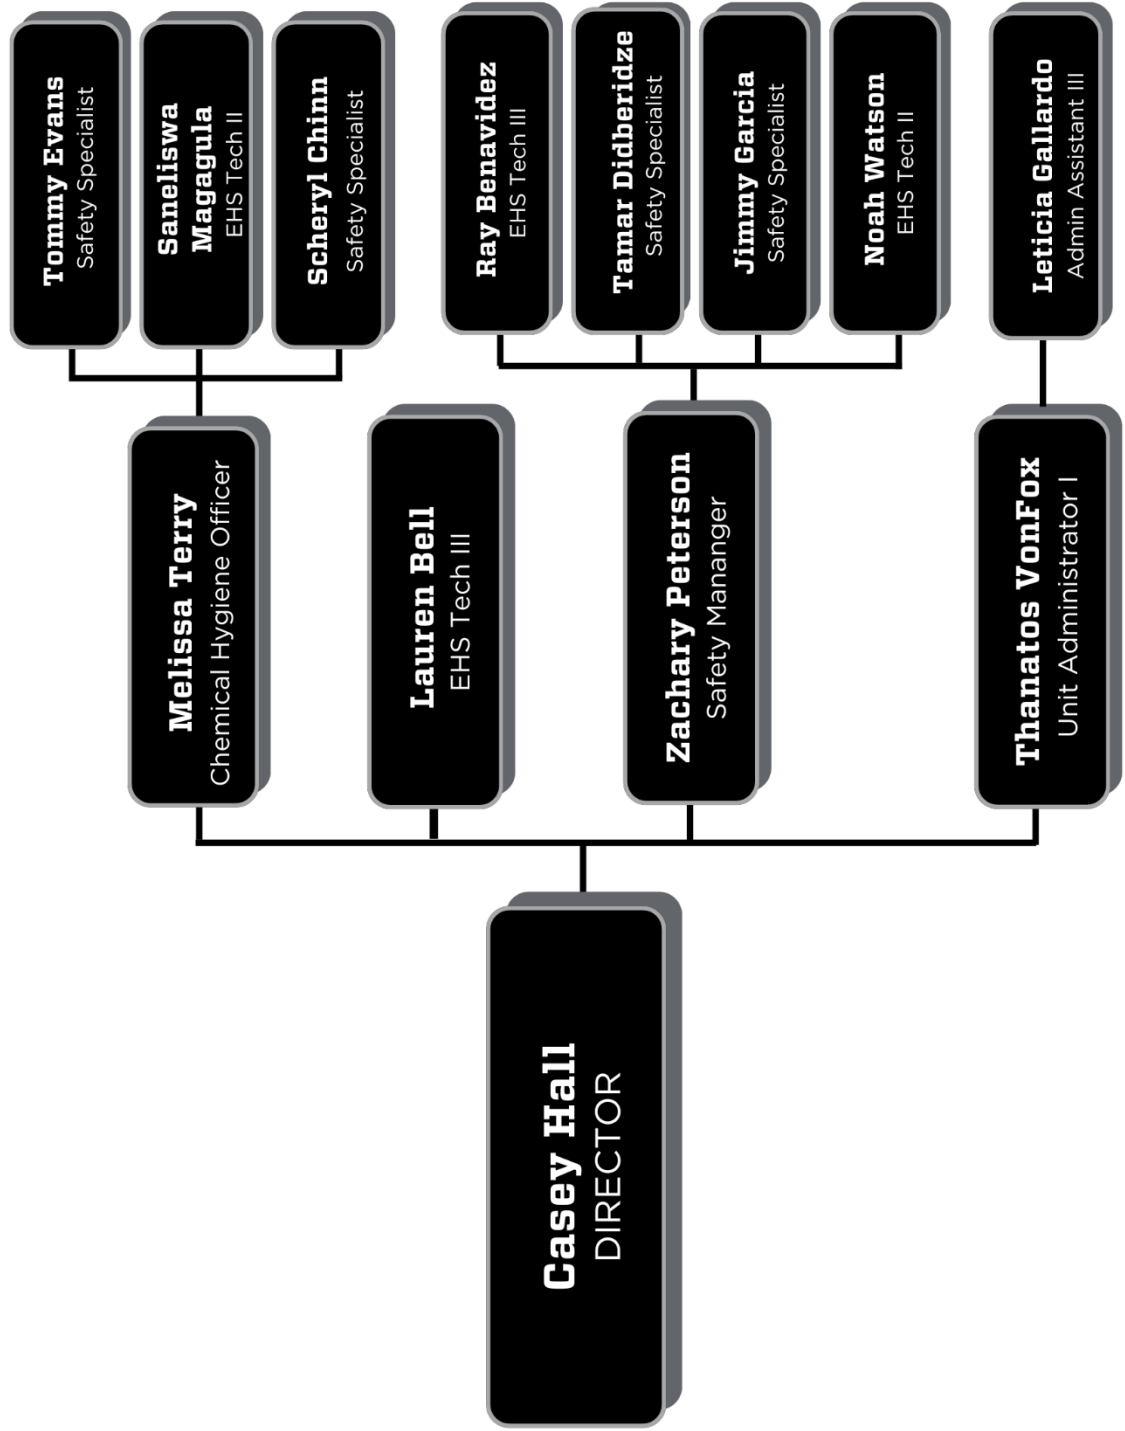 Casey Hall
DIRECTOR
Melissa Terry
Chemical Hygiene Officer
Lauren Bell
EHS Tech III
Zachary Peterson
Safety Mananger
Thanatos VonFox
Unit Administrator I
Tommy Evans
Safety Specialist
Saneliswa
Magagula
EHS Tech II
Scheryl Chinn
Safety Specialist
Ray Benavidez
EHS Tech III
Tamar Didberidze
Safety Specialist
Jimmy Garcia
Safety Specialist
Noah Watson
EHS Tech II
Leticia Gallardo
Admin Assistant III